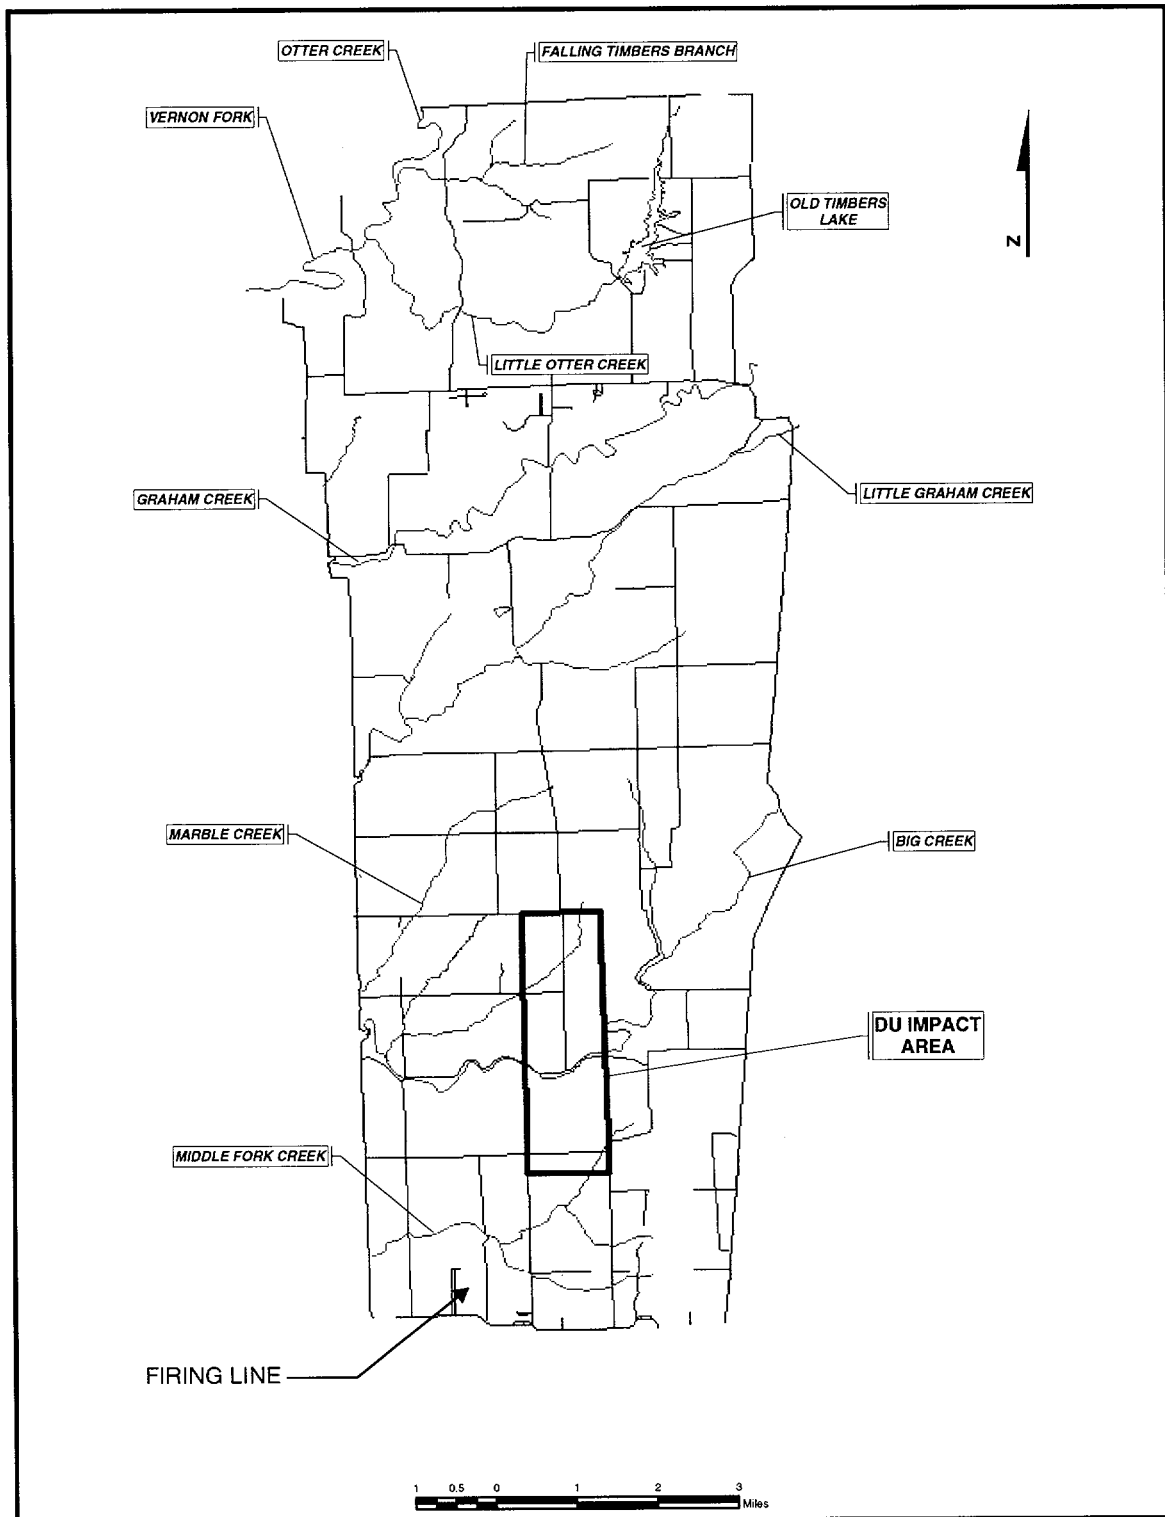 OTTER CREEK
FALLING TIMBERS BRANCH
VERNON FORK
OLD TIMBERS
LAKE
N
LITTLE OTTER CREEK
GRAHAM CREEK
LITTLE GRAHAM CREEK
MARBLE CREEK
BIG CREEK
DU IMPACT
AREA
MIDDLE FORK CREEK
FIRING LINE
1 0.5 0 1 2 3
Miles